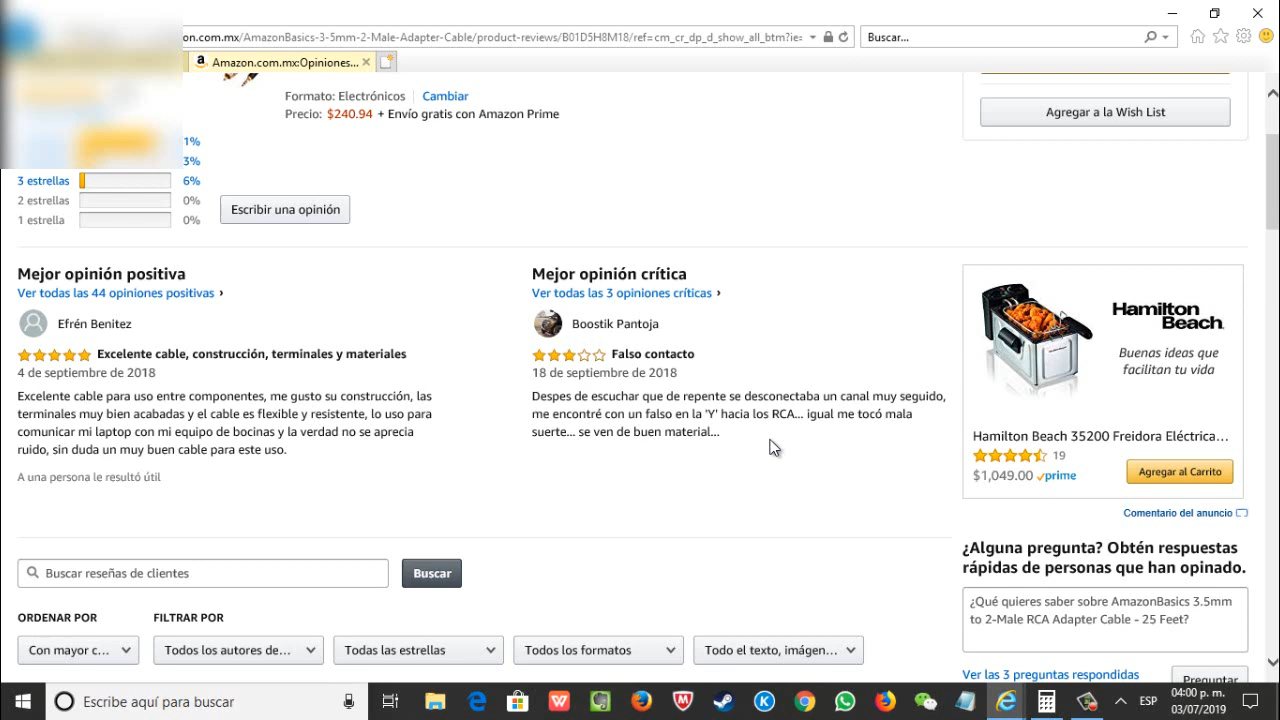 on.com.mx/AmazonBasics-3-5mm-2-Male-Adapter-Cable/product-reviews/B01D5H8M18/ref=cm_cr_dp_d_show_all_btm?ie=
Buscar...
Amazon.com.mx:Opiniones...
Formato: Electrónicos
Cambiar
Precio: $240.94 + Envío gratis con Amazon Prime
Agregar a la Wish List
1%
3%
3 estrellas 6%
2 estrellas 0%
1 estrella 0%
Escribir una opinión
Mejor opinión positiva
Ver todas las 44 opiniones positivas ›
Efrén Benitez
Excelente cable, construcción, terminales y materiales
4 de septiembre de 2018
Excelente cable para uso entre componentes, me gusto su construcción, las
terminales muy bien acabadas y el cable es flexible y resistente, lo uso para
comunicar mi laptop con mi equipo de bocinas y la verdad no se aprecia
ruido, sin duda un muy buen cable para este uso.
A una persona le resultó útil
Mejor opinión crítica
Ver todas las 3 opiniones críticas ›
Boostik Pantoja
Falso contacto
18 de septiembre de 2018
Despes de escuchar que de repente se desconectaba un canal muy seguido,
me encontré con un falso en la 'Y' hacia los RCA... igual me tocó mala
suerte... se ven de buen material...
Hamilton
Beach
Buenas ideas que
facilitan tu vida
Hamilton Beach 35200 Freidora Eléctrica...
19
$1,049.00 prime
Agregar al Carrito
Comentario del anuncio
¿Alguna pregunta? Obtén respuestas
rápidas de personas que han opinado.
¿Qué quieres saber sobre AmazonBasics 3.5mm
to 2-Male RCA Adapter Cable - 25 Feet?
Ver las 3 preguntas respondidas
Preguntar
Buscar reseñas de clientes
Buscar
ORDENAR POR
FILTRAR POR
Con mayor c...
Todos los autores de...
Todas las estrellas
Todos los formatos
Todo el texto, imágen...
Escribe aquí para buscar
ESP
04:00 p. m.
03/07/2019